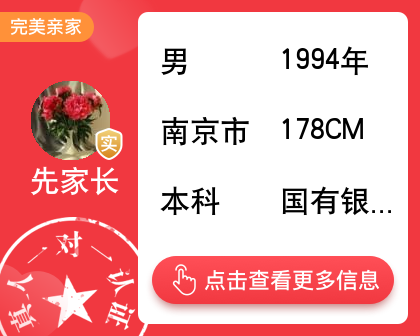 完美亲家
男 1994年
南京市 178CM
本科 国有银...
实
先家长
一对一
真人认证
点击查看更多信息